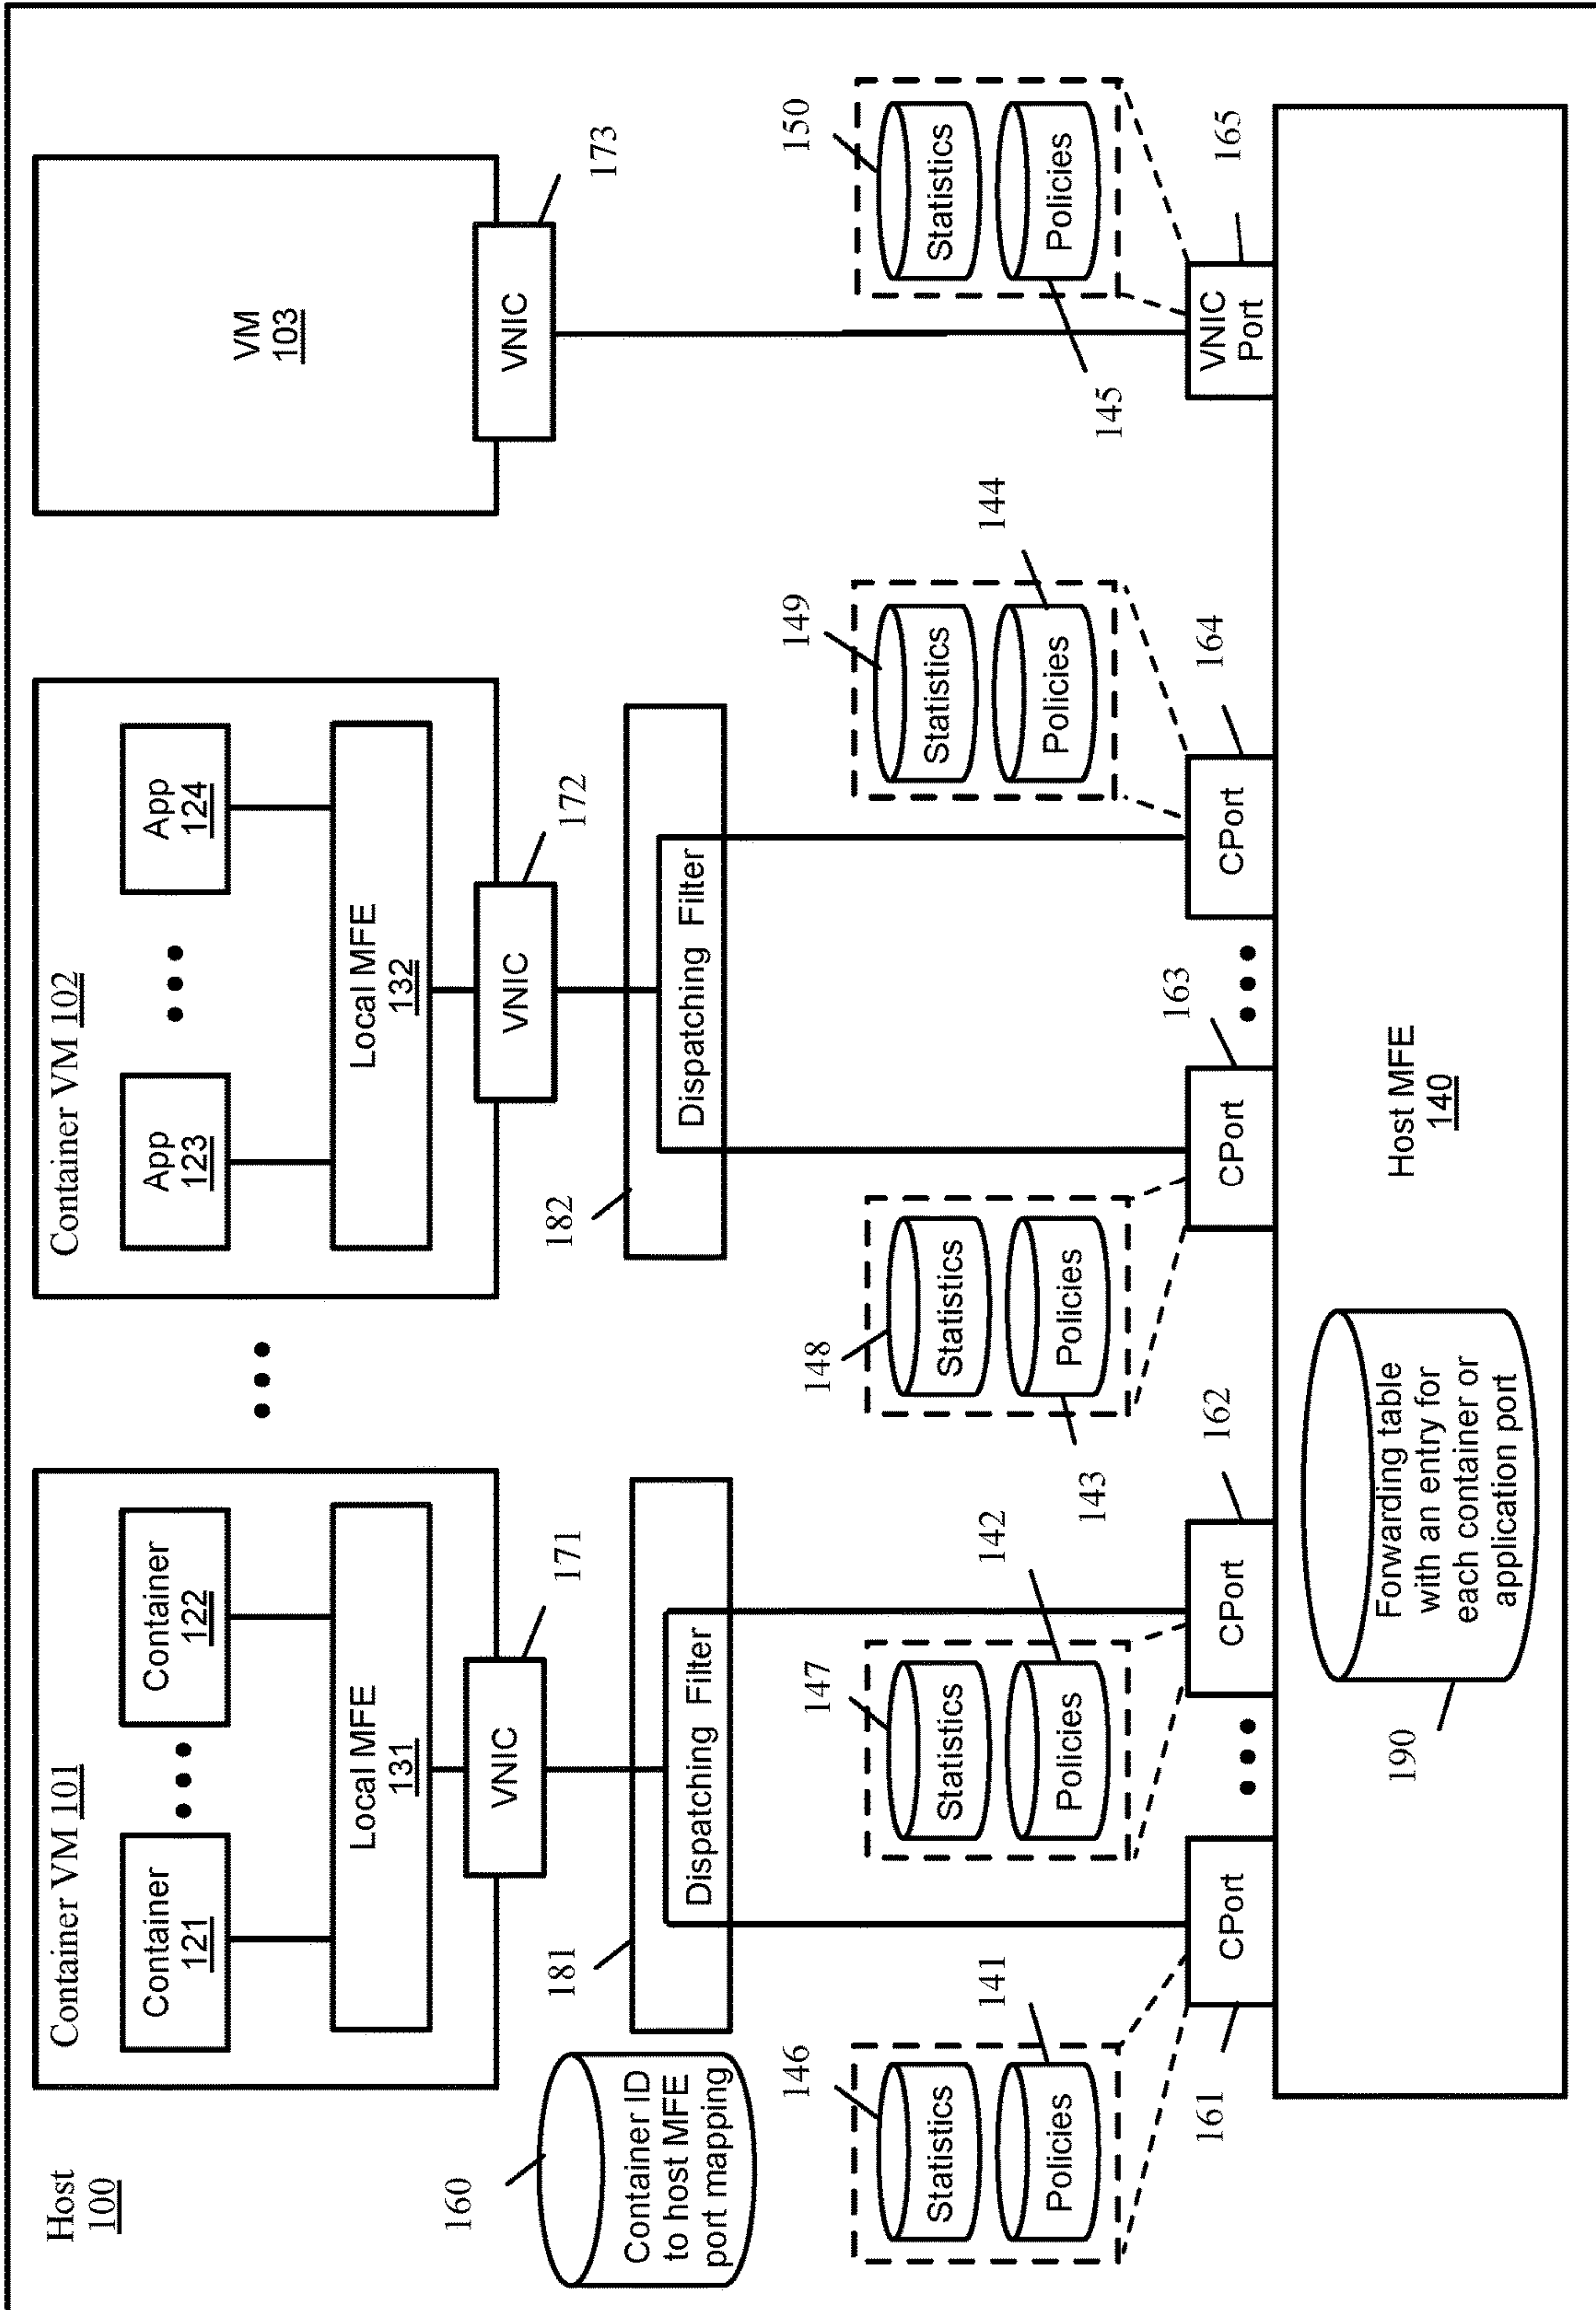 Host
100
Container VM 101
Container
121
Container
122
Local MFE
131
VNIC
171
Container VM 102
App
123
App
124
Local MFE
132
VNIC
172
VM
103
VNIC
173
160
Container ID
to host MFE
port mapping
181
Dispatching Filter
182
Dispatching Filter
146
Statistics
141
Policies
147
Statistics
142
Policies
148
Statistics
143
Policies
149
Statistics
144
Policies
150
Statistics
145
Policies
161
CPort
162
CPort
163
CPort
164
CPort
165
VNIC
Port
190
Forwarding table
with an entry for
each container or
application port
Host MFE
140